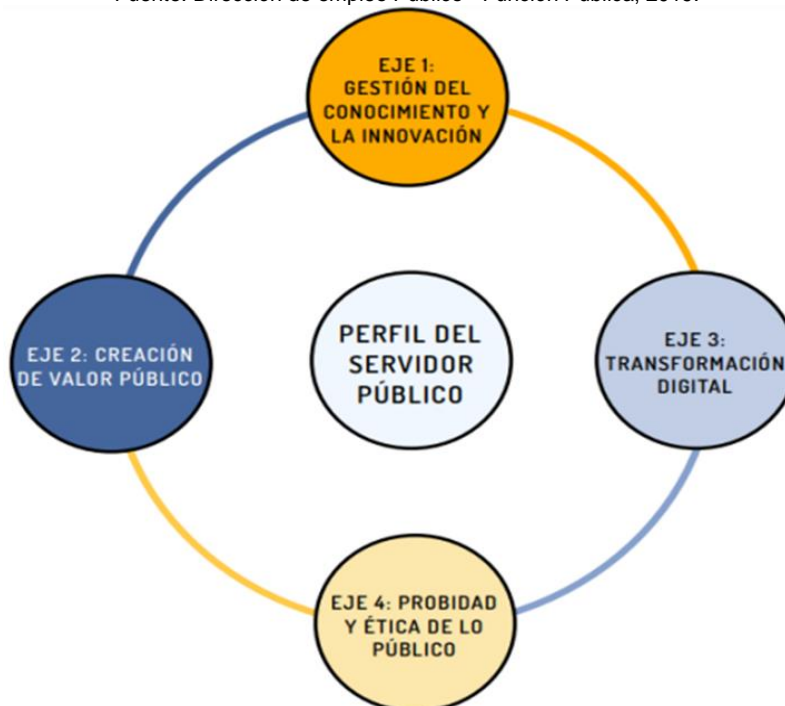 EJE 1:
GESTIÓN DEL
CONOCIMIENTO Y
LA INNOVACIÓN
EJE 2: CREACIÓN
DE VALOR PÚBLICO
PERFIL DEL
SERVIDOR
PÚBLICO
EJE 3:
TRANSFORMACIÓN
DIGITAL
EJE 4: PROBIDAD
Y ÉTICA DE LO
PÚBLICO